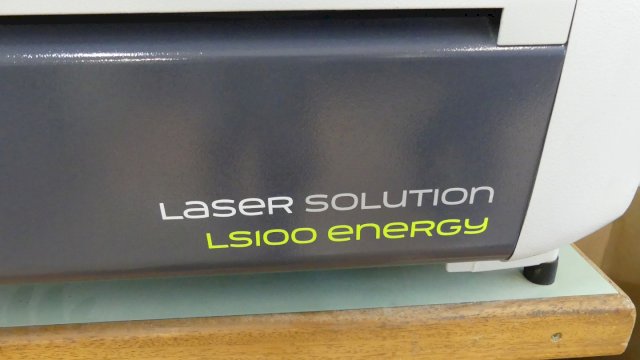 Laser SOLUTION
LS100 energy